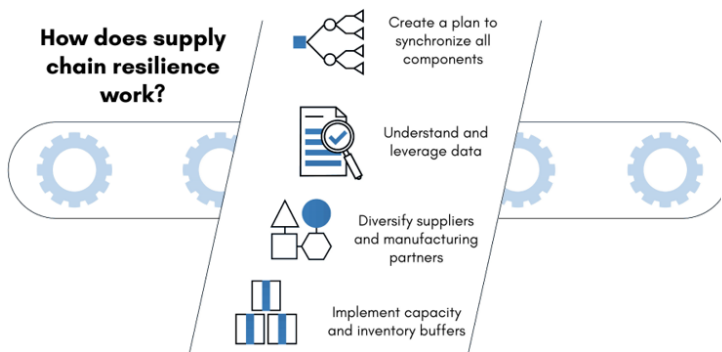 How does supply
chain resilience
work?
Create a plan to
synchronize all
components
Understand and
leverage data
Diversify suppliers
and manufacturing
partners
Implement capacity
and inventory buffers